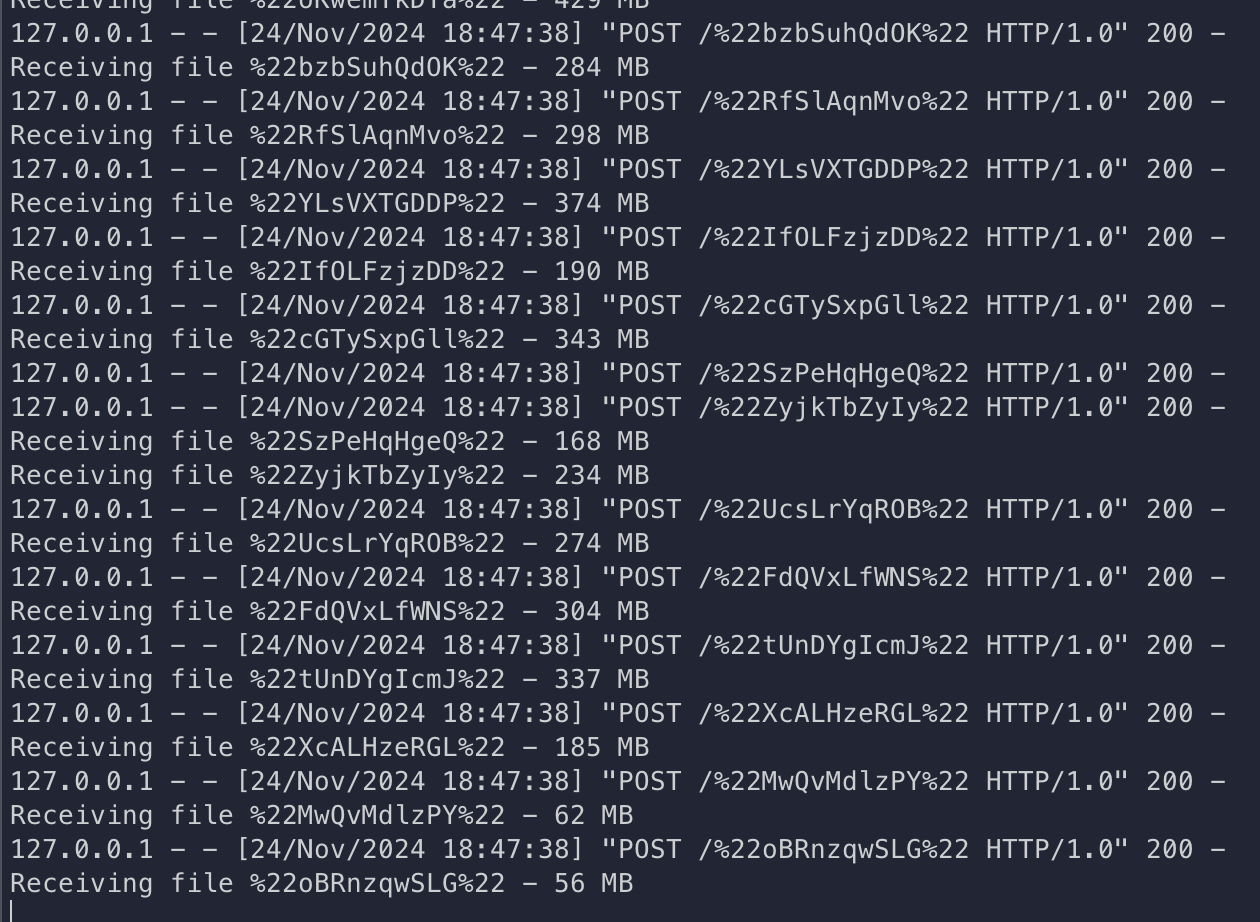 Receiving file %22oRwemYkDYa%22 – 429 MB
127.0.0.1 – – [24/Nov/2024 18:47:38] "POST /%22bzbSuhQdOK%22 HTTP/1.0" 200 –
Receiving file %22bzbSuhQdOK%22 – 284 MB
127.0.0.1 – – [24/Nov/2024 18:47:38] "POST /%22RfSlAqnMvo%22 HTTP/1.0" 200 –
Receiving file %22RfSlAqnMvo%22 – 298 MB
127.0.0.1 – – [24/Nov/2024 18:47:38] "POST /%22YLsVXTGDDP%22 HTTP/1.0" 200 –
Receiving file %22YLsVXTGDDP%22 – 374 MB
127.0.0.1 – – [24/Nov/2024 18:47:38] "POST /%22IfOLFzjzDD%22 HTTP/1.0" 200 –
Receiving file %22IfOLFzjzDD%22 – 190 MB
127.0.0.1 – – [24/Nov/2024 18:47:38] "POST /%22cGTySxpGll%22 HTTP/1.0" 200 –
Receiving file %22cGTySxpGll%22 – 343 MB
127.0.0.1 – – [24/Nov/2024 18:47:38] "POST /%22SzPeHqHgeQ%22 HTTP/1.0" 200 –
127.0.0.1 – – [24/Nov/2024 18:47:38] "POST /%22ZyjkTbZyIy%22 HTTP/1.0" 200 –
Receiving file %22SzPeHqHgeQ%22 – 168 MB
Receiving file %22ZyjkTbZyIy%22 – 234 MB
127.0.0.1 – – [24/Nov/2024 18:47:38] "POST /%22UcsLrYqROB%22 HTTP/1.0" 200 –
Receiving file %22UcsLrYqROB%22 – 274 MB
127.0.0.1 – – [24/Nov/2024 18:47:38] "POST /%22FdQVxLfWNS%22 HTTP/1.0" 200 –
Receiving file %22FdQVxLfWNS%22 – 304 MB
127.0.0.1 – – [24/Nov/2024 18:47:38] "POST /%22tUnDYgIcmJ%22 HTTP/1.0" 200 –
Receiving file %22tUnDYgIcmJ%22 – 337 MB
127.0.0.1 – – [24/Nov/2024 18:47:38] "POST /%22XcALHzeRGL%22 HTTP/1.0" 200 –
Receiving file %22XcALHzeRGL%22 – 185 MB
127.0.0.1 – – [24/Nov/2024 18:47:38] "POST /%22MwQvMdlzPY%22 HTTP/1.0" 200 –
Receiving file %22MwQvMdlzPY%22 – 62 MB
127.0.0.1 – – [24/Nov/2024 18:47:38] "POST /%22oBRnzqwSLG%22 HTTP/1.0" 200 –
Receiving file %22oBRnzqwSLG%22 – 56 MB